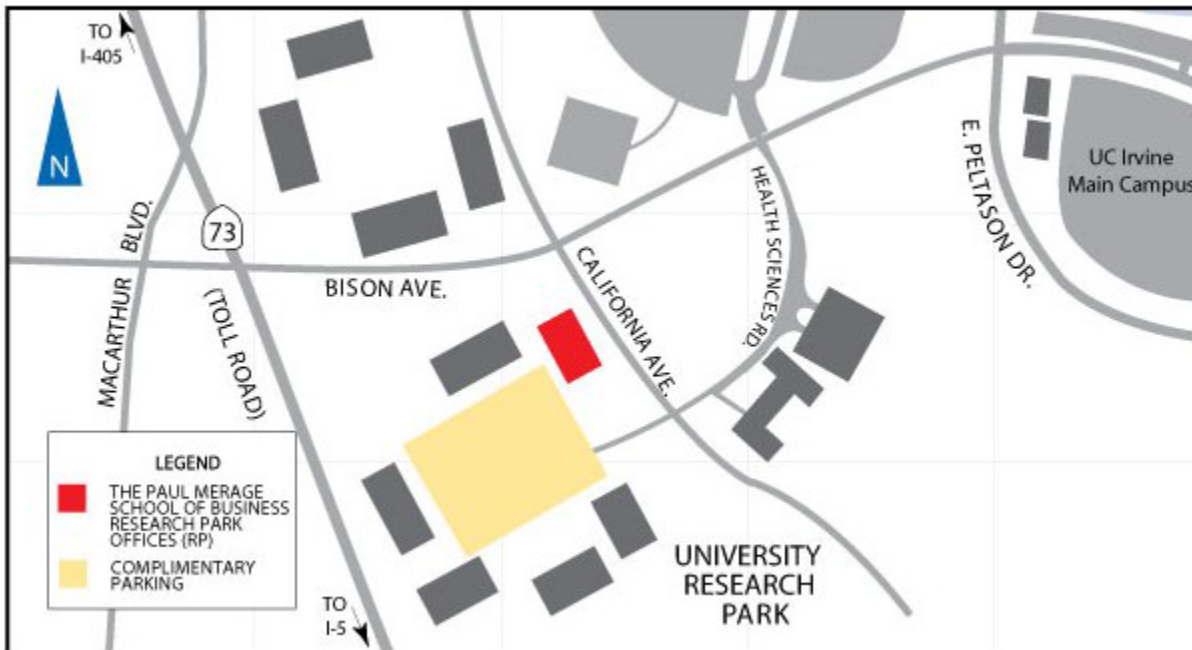 TO
I-405
N
MACARTHUR BLVD.
73
(TOLL ROAD)
BISON AVE.
CALIFORNIA AVE.
HEALTH SCIENCES RD.
E. PELTASON DR.
UC Irvine
Main Campus
LEGEND
THE PAUL MERAGE
SCHOOL OF BUSINESS
RESEARCH PARK
OFFICES (RP)
COMPLIMENTARY
PARKING
UNIVERSITY
RESEARCH
PARK
TO
I-5